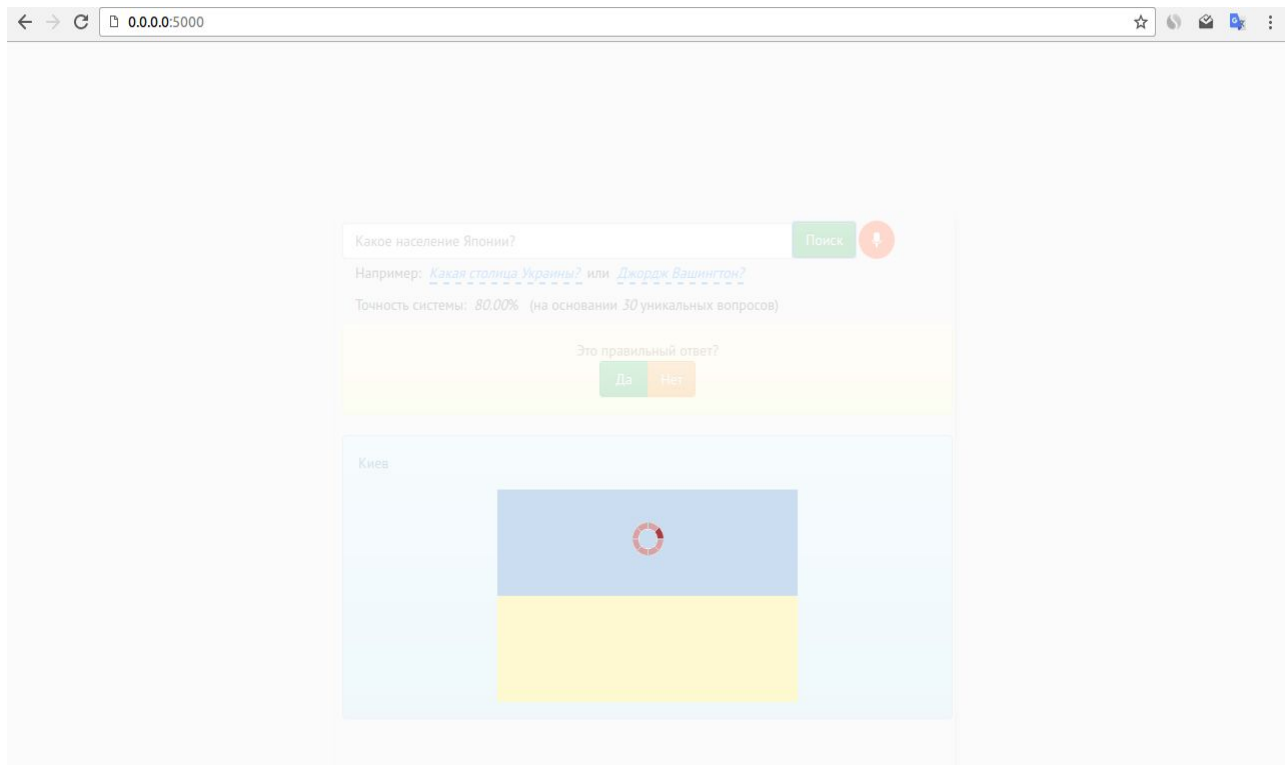 0.0.0.0:5000
Какое население Японии?
Поиск
Например: Какая столица Украины? или Джордж Вашингтон?
Точность системы: 80.00% (на основании 30 уникальных вопросов)
Это правильный ответ?
Да Нет
Киев